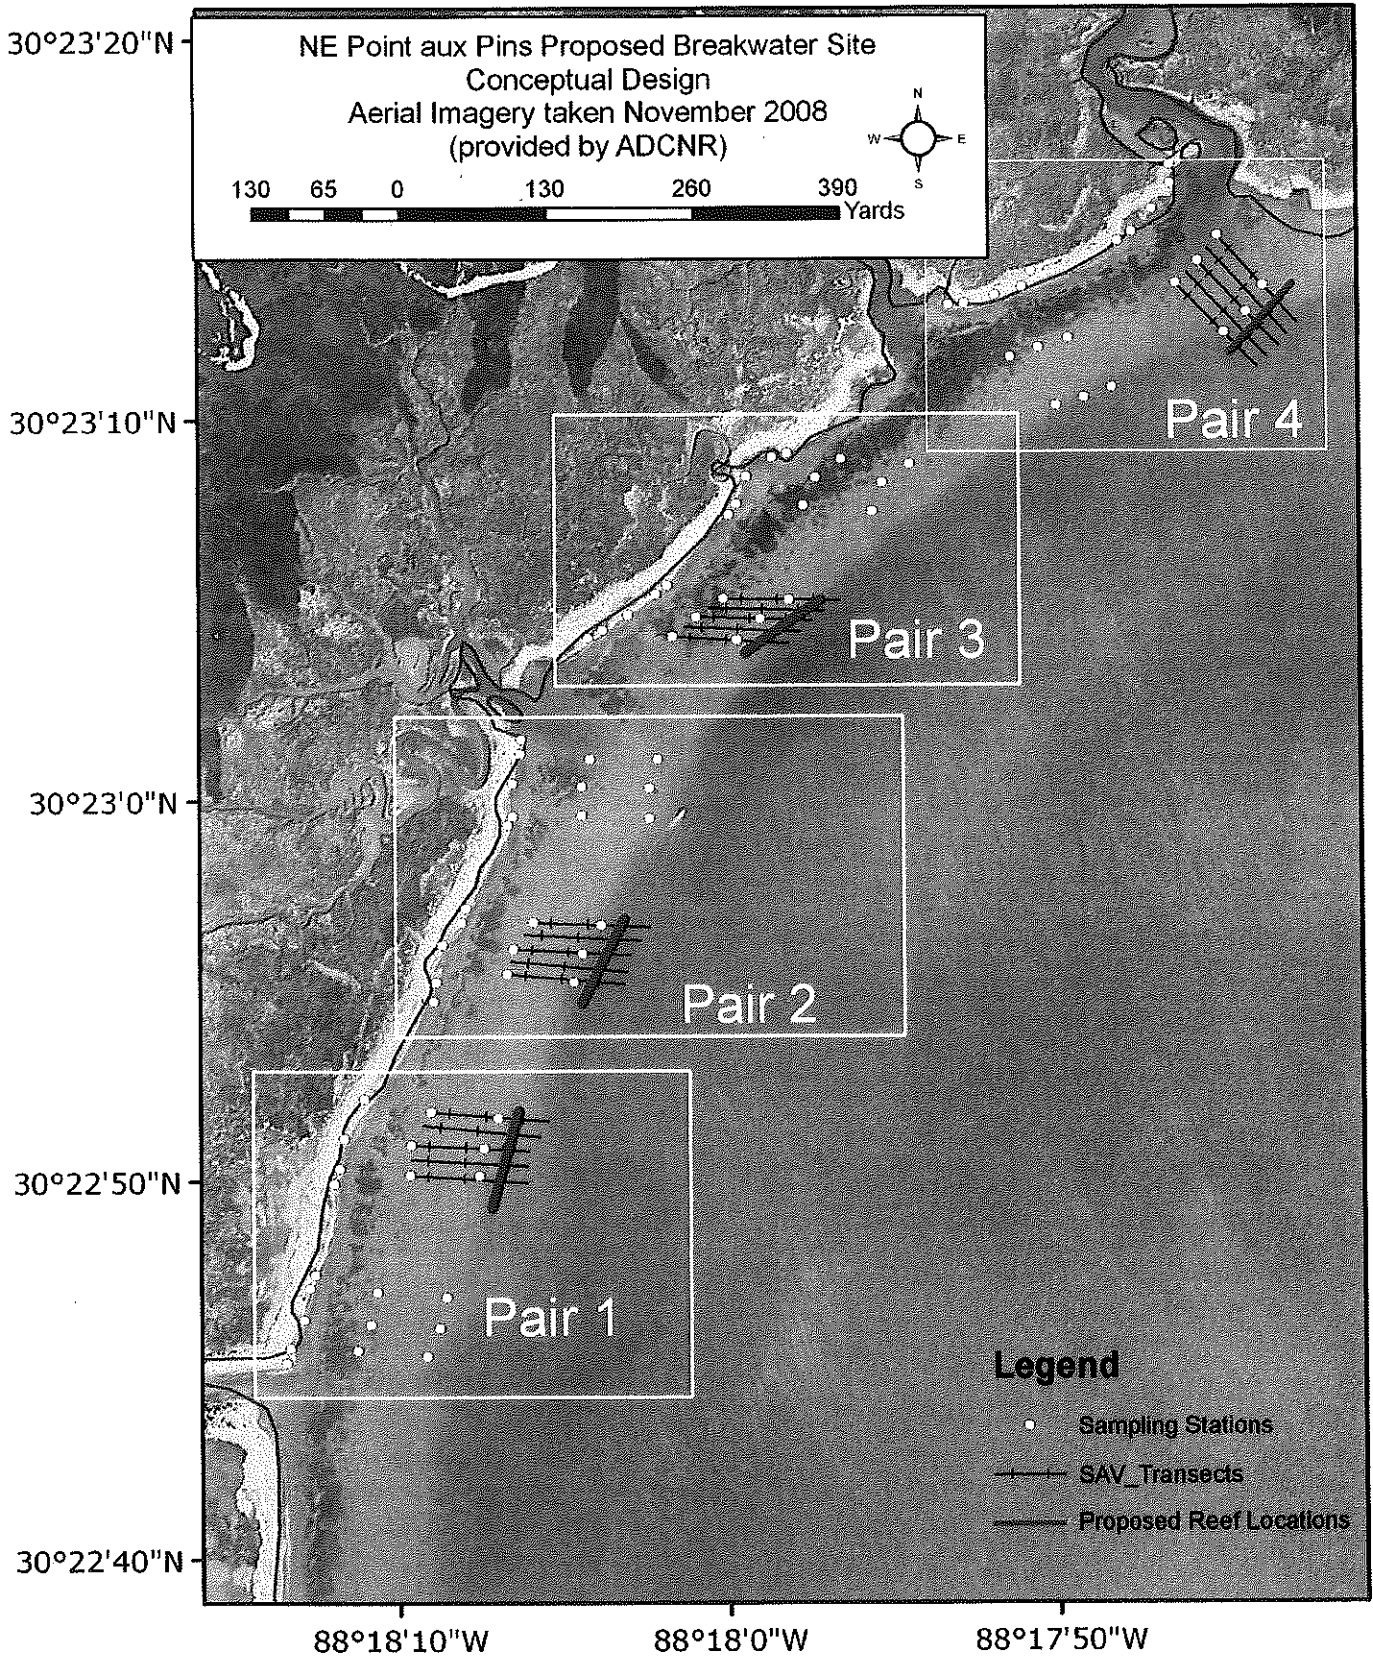 30°23'20"N
NE Point aux Pins Proposed Breakwater Site
Conceptual Design
Aerial Imagery taken November 2008
(provided by ADCNR)
N
W E
S
130 65 0 130 260 390
Yards
30°23'10"N
Pair 4
Pair 3
30°23'0"N
Pair 2
30°22'50"N
Pair 1
Legend
Sampling Stations
SAV_Transects
Proposed Reef Locations
30°22'40"N
88°18'10"W 88°18'0"W 88°17'50"W